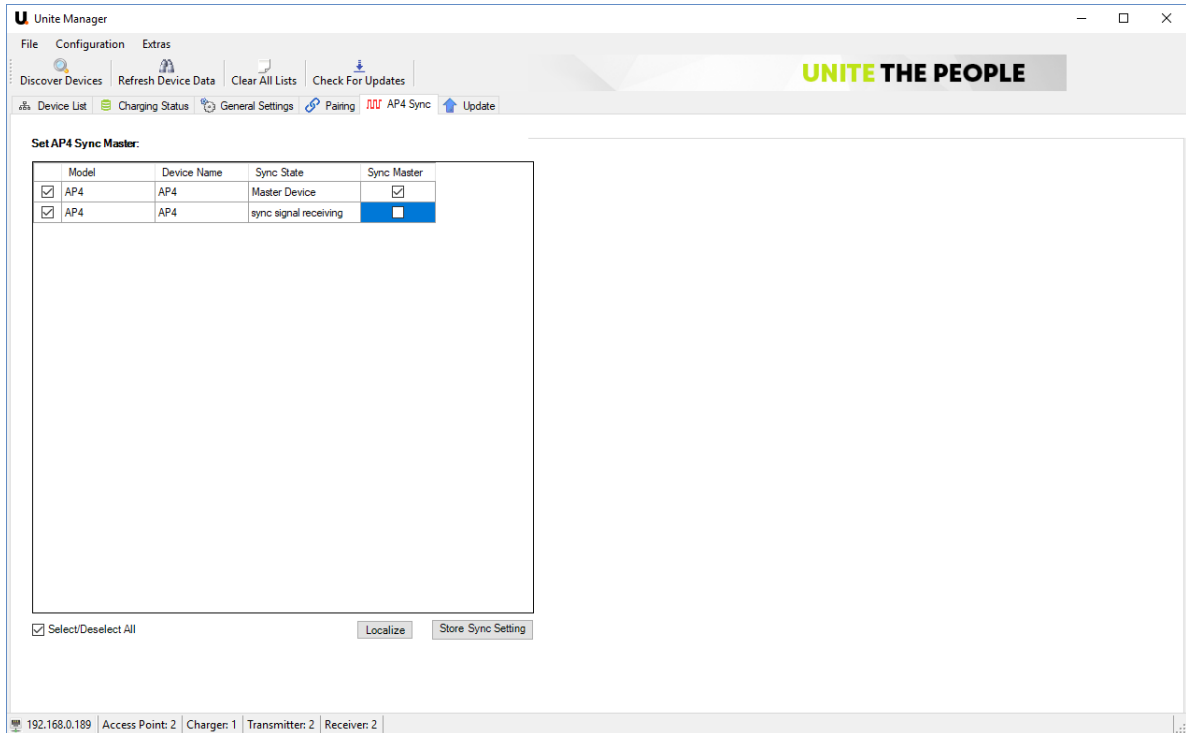 U. Unite Manager
File Configuration Extras
Discover Devices Refresh Device Data Clear All Lists Check For Updates
UNITE THE PEOPLE
Device List Charging Status General Settings Pairing AP4 Sync Update
Set AP4 Sync Master:
Model Device Name Sync State Sync Master
AP4 AP4 Master Device
AP4 AP4 sync signal receiving
Select/Deselect All Localize Store Sync Setting
192.168.0.189 Access Point: 2 Charger: 1 Transmitter: 2 Receiver: 2